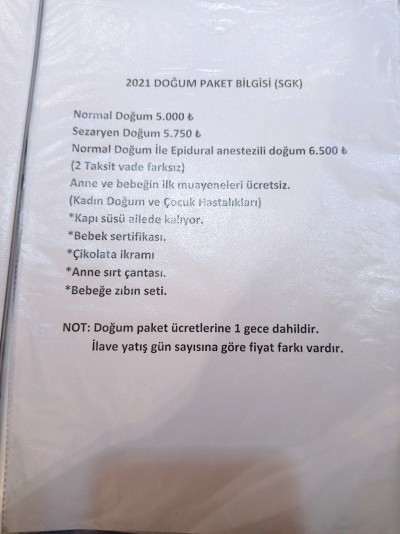 2021 DOĞUM PAKET BİLGİSİ (SGK)
Normal Doğum 5.000 ₺
Sezaryen Doğum 5.750 ₺
Normal Doğum İle Epidural anestezili doğum 6.500 ₺
(2 Taksit vade farksız)
Anne ve bebeğin ilk muayeneleri ücretsiz.
(Kadın Doğum ve Çocuk Hastalıkları)
*Kapı süsü ailede kalıyor.
*Bebek sertifikası.
*Çikolata ikramı
*Anne sırt çantası.
*Bebeğe zıbın seti.
NOT: Doğum paket ücretlerine 1 gece dahildir.
İlave yatış gün sayısına göre fiyat farkı vardır.